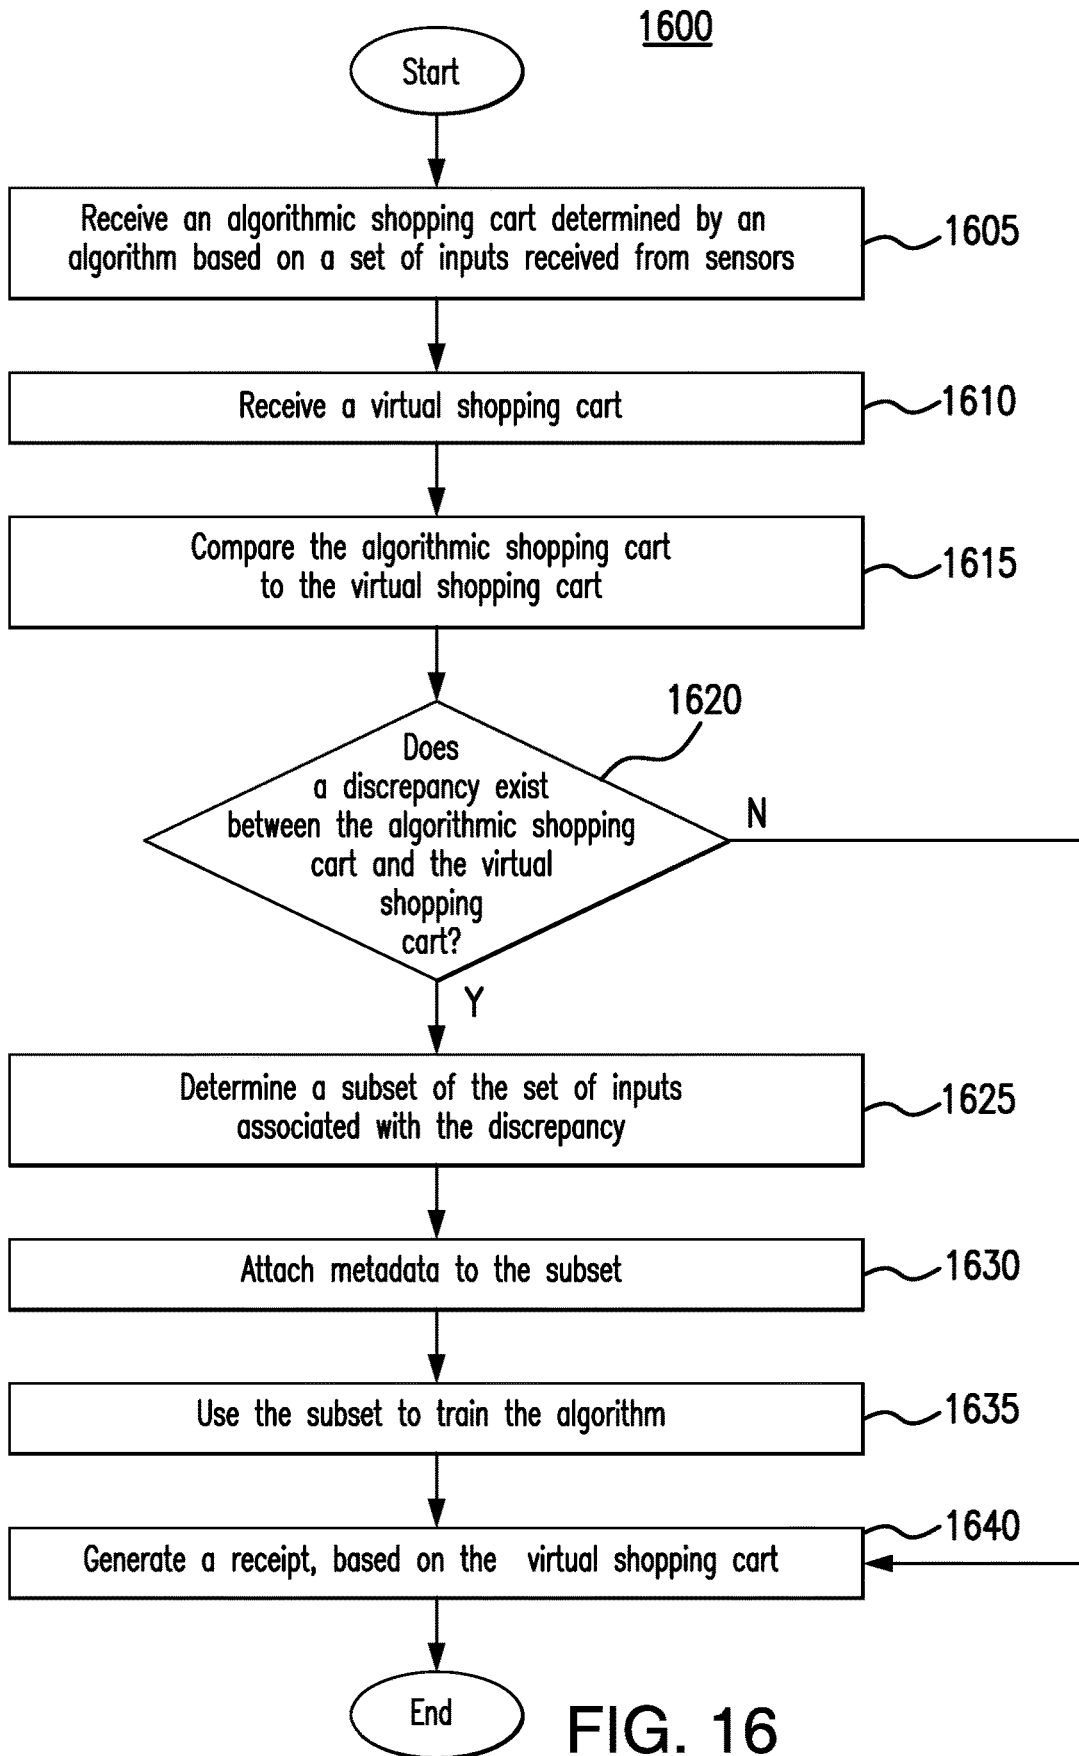 1600
Start
Receive an algorithmic shopping cart determined by an
algorithm based on a set of inputs received from sensors
1605
Receive a virtual shopping cart
1610
Compare the algorithmic shopping cart
to the virtual shopping cart
1615
1620
Does
a discrepancy exist
between the algorithmic shopping
cart and the virtual
shopping
cart?
N
Y
Determine a subset of the set of inputs
associated with the discrepancy
1625
Attach metadata to the subset
1630
Use the subset to train the algorithm
1635
Generate a receipt, based on the virtual shopping cart
1640
End
FIG. 16